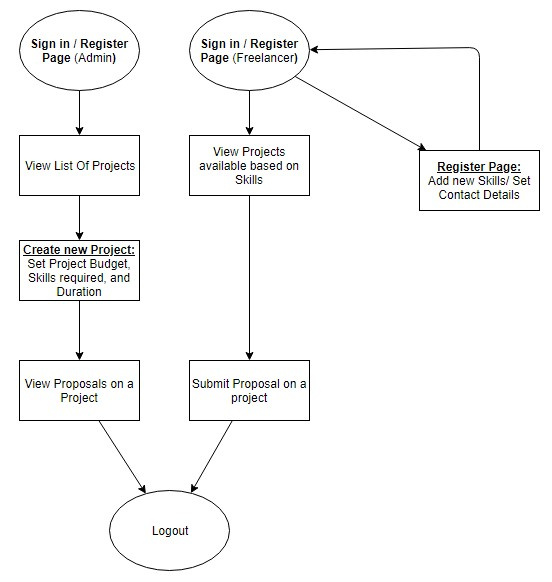 Sign in / Register
Page (Admin)
Sign in / Register
Page (Freelancer)
View List Of Projects
View Projects
available based on
Skills
Register Page:
Add new Skills/ Set
Contact Details
Create new Project:
Set Project Budget,
Skills required, and
Duration
View Proposals on a
Project
Submit Proposal on a
project
Logout